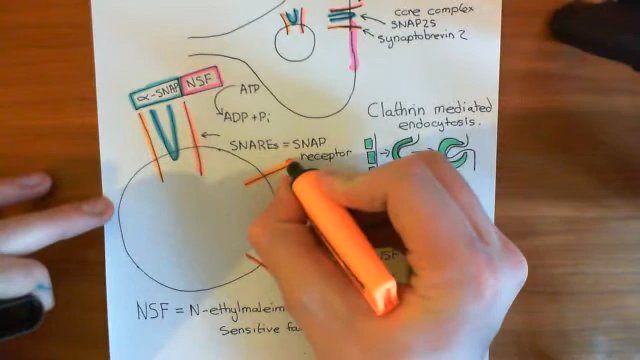 core complex
SNAP25
synaptobrevin 2
α-SNAP NSF
ATP
ADP + Pi
Clathrin mediated
endocytosis.
SNAREs = SNAP
receptor
NSF = N-ethylmaleim
Sensitive fa